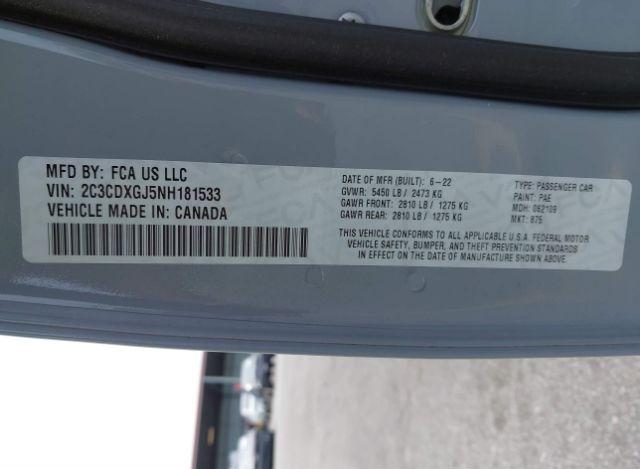 MFD BY: FCA US LLC
VIN: 2C3CDXGJ5NH181533
VEHICLE MADE IN: CANADA
DATE OF MFR (BUILT): 6-22
GVWR: 5450 LB / 2473 KG
GAWR FRONT: 2810 LB / 1275 KG
GAWR REAR: 2810 LB / 1275 KG
THIS VEHICLE CONFORMS TO ALL APPLICABLE U.S.A. FEDERAL MOTOR
VEHICLE SAFETY, BUMPER, AND THEFT PREVENTION STANDARDS
IN EFFECT ON THE DATE OF MANUFACTURE SHOWN ABOVE.
TYPE: PASSENGER CAR
PAINT: PAE
MDH: 062109
MKT: 875